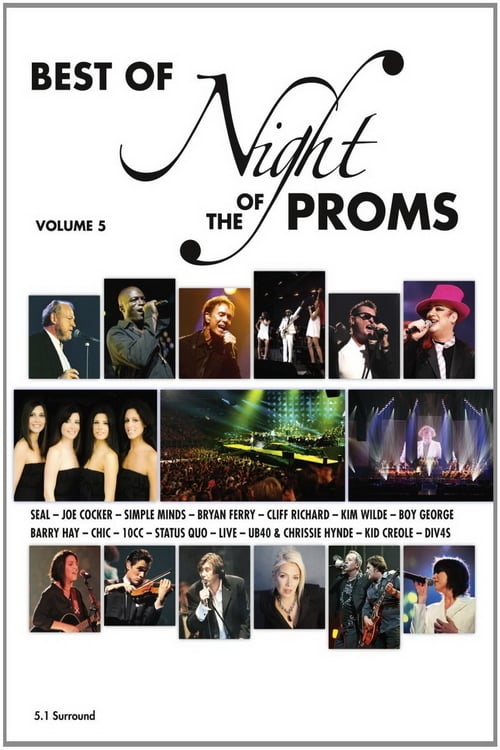 BEST OF
Night
OF
THE PROMS
VOLUME 5
SEAL – JOE COCKER – SIMPLE MINDS – BRYAN FERRY – CLIFF RICHARD – KIM WILDE – BOY GEORGE
BARRY HAY – CHIC – 10CC – STATUS QUO – LIVE – UB40 & CHRISSIE HYNDE – KID CREOLE – DIV4S
5.1 Surround